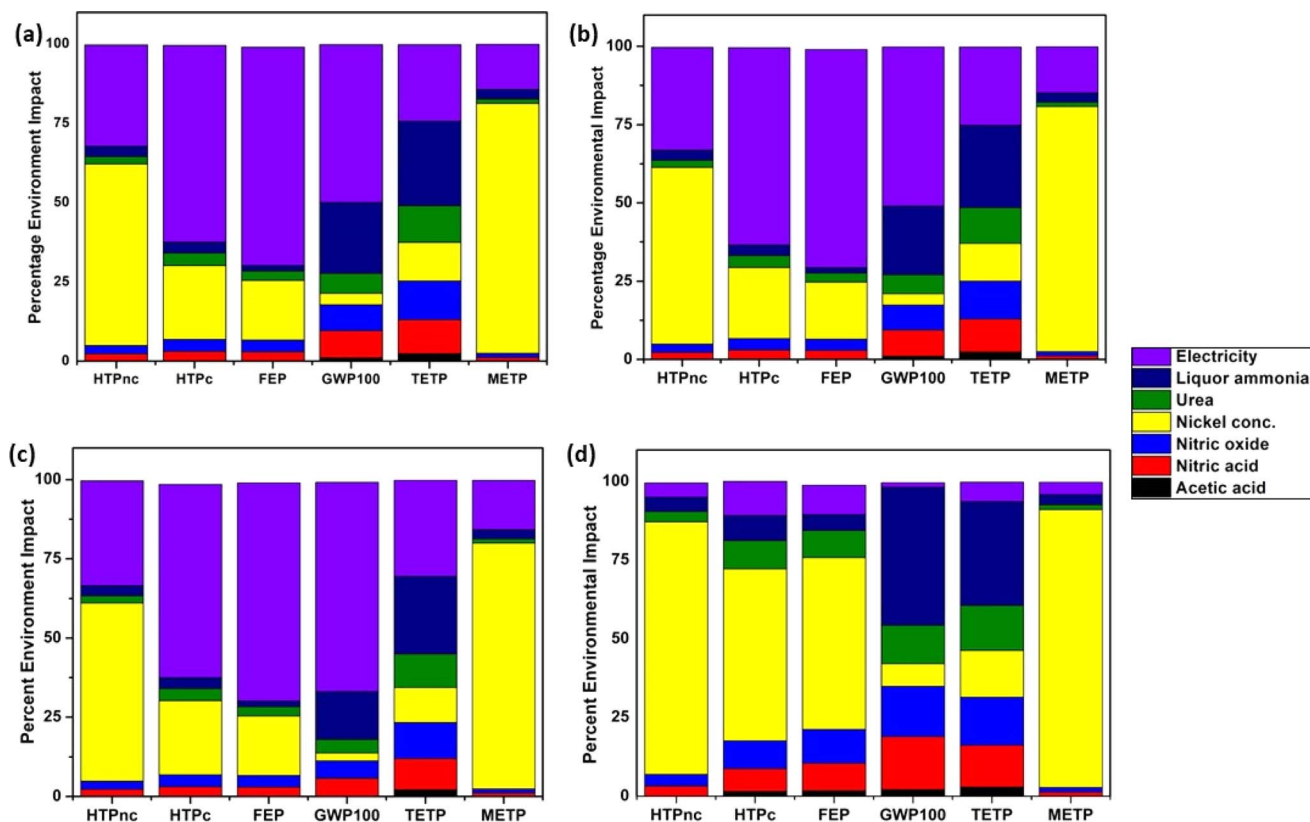 (a)
Percentage Environment Impact
100
75
50
25
0
HTPnc HTPc FEP GWP100 TETP METP
(b)
Percentage Environmental Impact
100
75
50
25
0
HTPnc HTPc FEP GWP100 TETP METP
Electricity
Liquor ammonia
Urea
Nickel conc.
Nitric oxide
Nitric acid
Acetic acid
(c)
Percent Environment Impact
100
75
50
25
0
HTPnc HTPc FEP GWP100 TETP METP
(d)
Percent Environmental Impact
100
75
50
25
0
HTPnc HTPc FEP GWP100 TETP METP